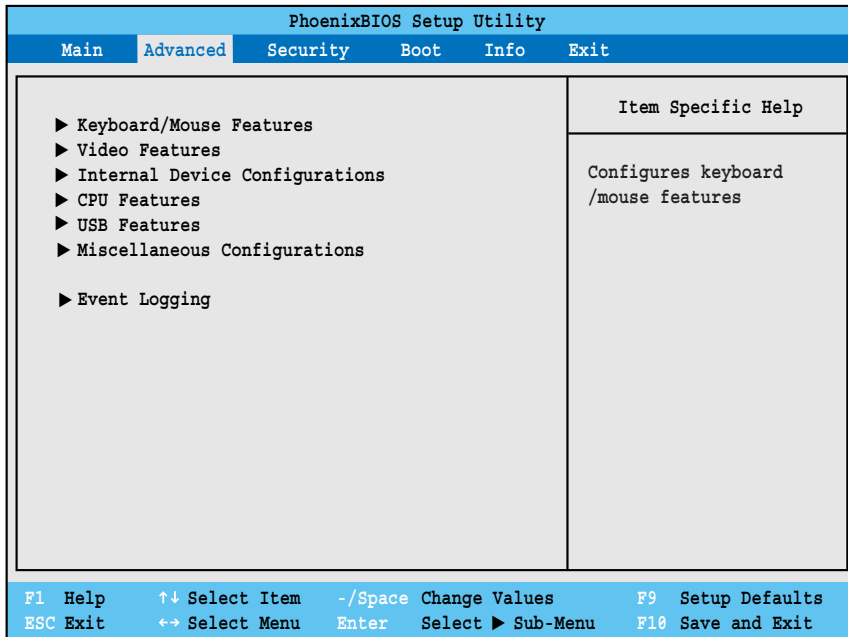 PhoenixBIOS Setup Utility
Main Advanced Security Boot Info Exit
▶ Keyboard/Mouse Features
▶ Video Features
▶ Internal Device Configurations
▶ CPU Features
▶ USB Features
▶ Miscellaneous Configurations
▶ Event Logging
Item Specific Help
Configures keyboard
/mouse features
F1 Help ↑↓ Select Item -/Space Change Values F9 Setup Defaults
ESC Exit ←→ Select Menu Enter Select ▶ Sub-Menu F10 Save and Exit